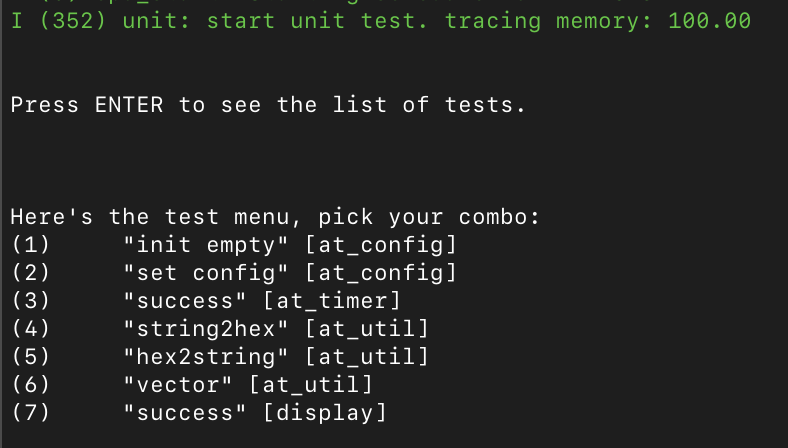 I (352) unit: start unit test. tracing memory: 100.00
Press ENTER to see the list of tests.
Here's the test menu, pick your combo:
(1)     "init empty" [at_config]
(2)     "set config" [at_config]
(3)     "success" [at_timer]
(4)     "string2hex" [at_util]
(5)     "hex2string" [at_util]
(6)     "vector" [at_util]
(7)     "success" [display]